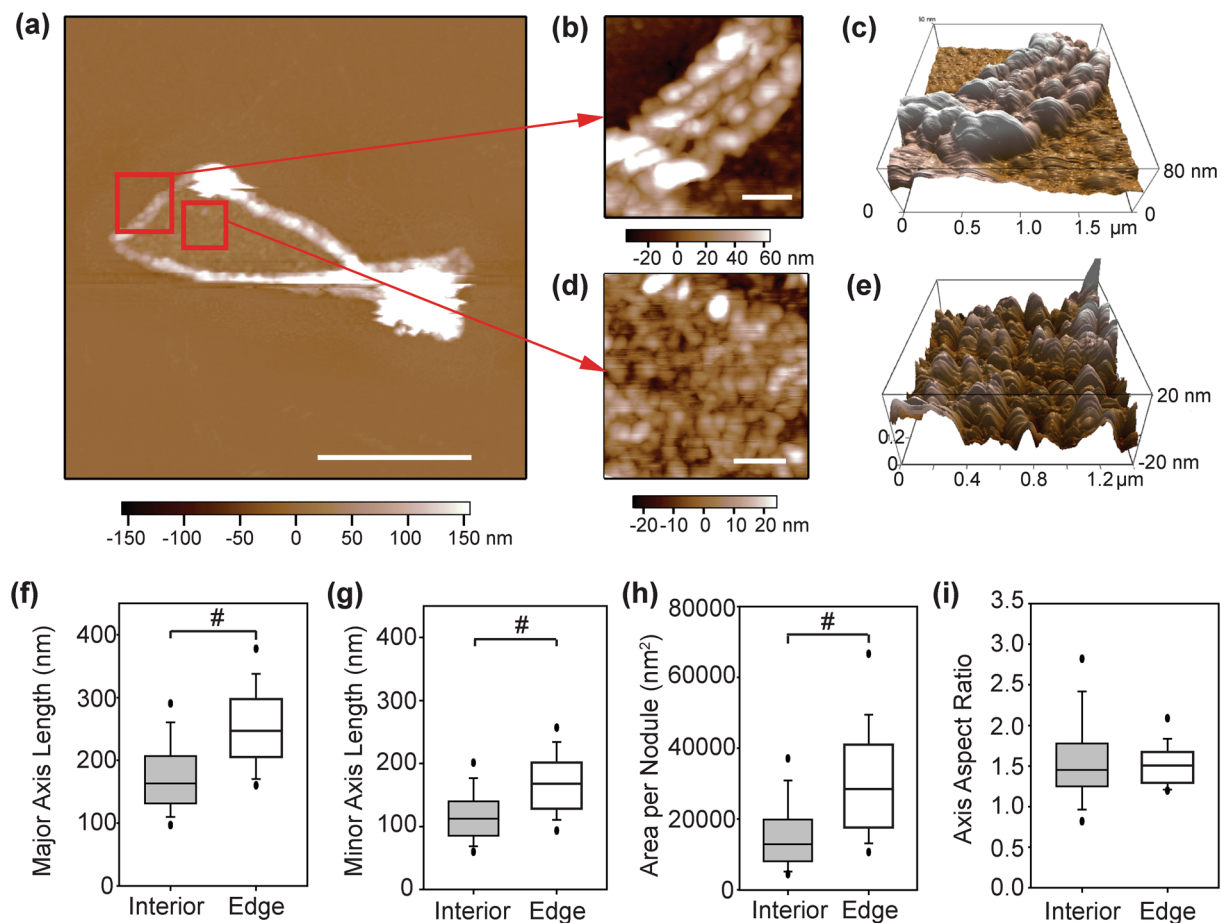 (a)
-150 -100 -50 0 50 100 150 nm
(b)
-20 0 20 40 60 nm
(c)
80 nm
0 0
0.5 1.0 1.5 µm
0
(d)
-20 -10 0 10 20 nm
(e)
20 nm
0.2
0
-20 nm
0.4 0.8 1.2 µm
(f)
Major Axis Length (nm)
400
300
200
100
0
#
Interior Edge
(g)
Minor Axis Length (nm)
400
300
200
100
0
#
Interior Edge
(h)
Area per Nodule (nm²)
80000
60000
40000
20000
0
#
Interior Edge
(i)
Axis Aspect Ratio
3.5
3.0
2.5
2.0
1.5
1.0
0.5
0.0
Interior Edge